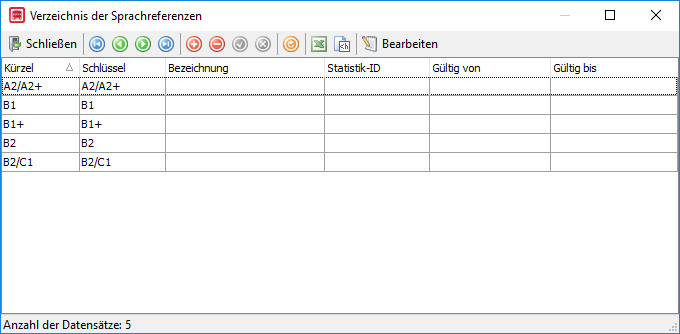 Verzeichnis der Sprachreferenzen
Schließen Bearbeiten
Kürzel Schlüssel Bezeichnung Statistik-ID Gültig von Gültig bis
A2/A2+ A2/A2+
B1 B1
B1+ B1+
B2 B2
B2/C1 B2/C1
Anzahl der Datensätze: 5